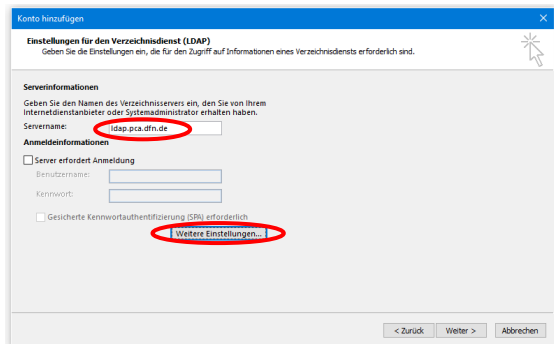 Konto hinzufügen
Einstellungen für den Verzeichnisdienst (LDAP)
Geben Sie die Einstellungen ein, die für den Zugriff auf Informationen eines Verzeichnisdiensts erforderlich sind.
Serverinformationen
Geben Sie den Namen des Verzeichnisservers ein, den Sie von Ihrem
Internetdienstanbieter oder Systemadministrator erhalten haben.
Servername: ldap.pca.dfn.de
Anmeldeinformationen
Server erfordert Anmeldung
Benutzername:
Kennwort:
Gesicherte Kennwortauthentifizierung (SPA) erforderlich
Weitere Einstellungen...
< Zurück Weiter > Abbrechen